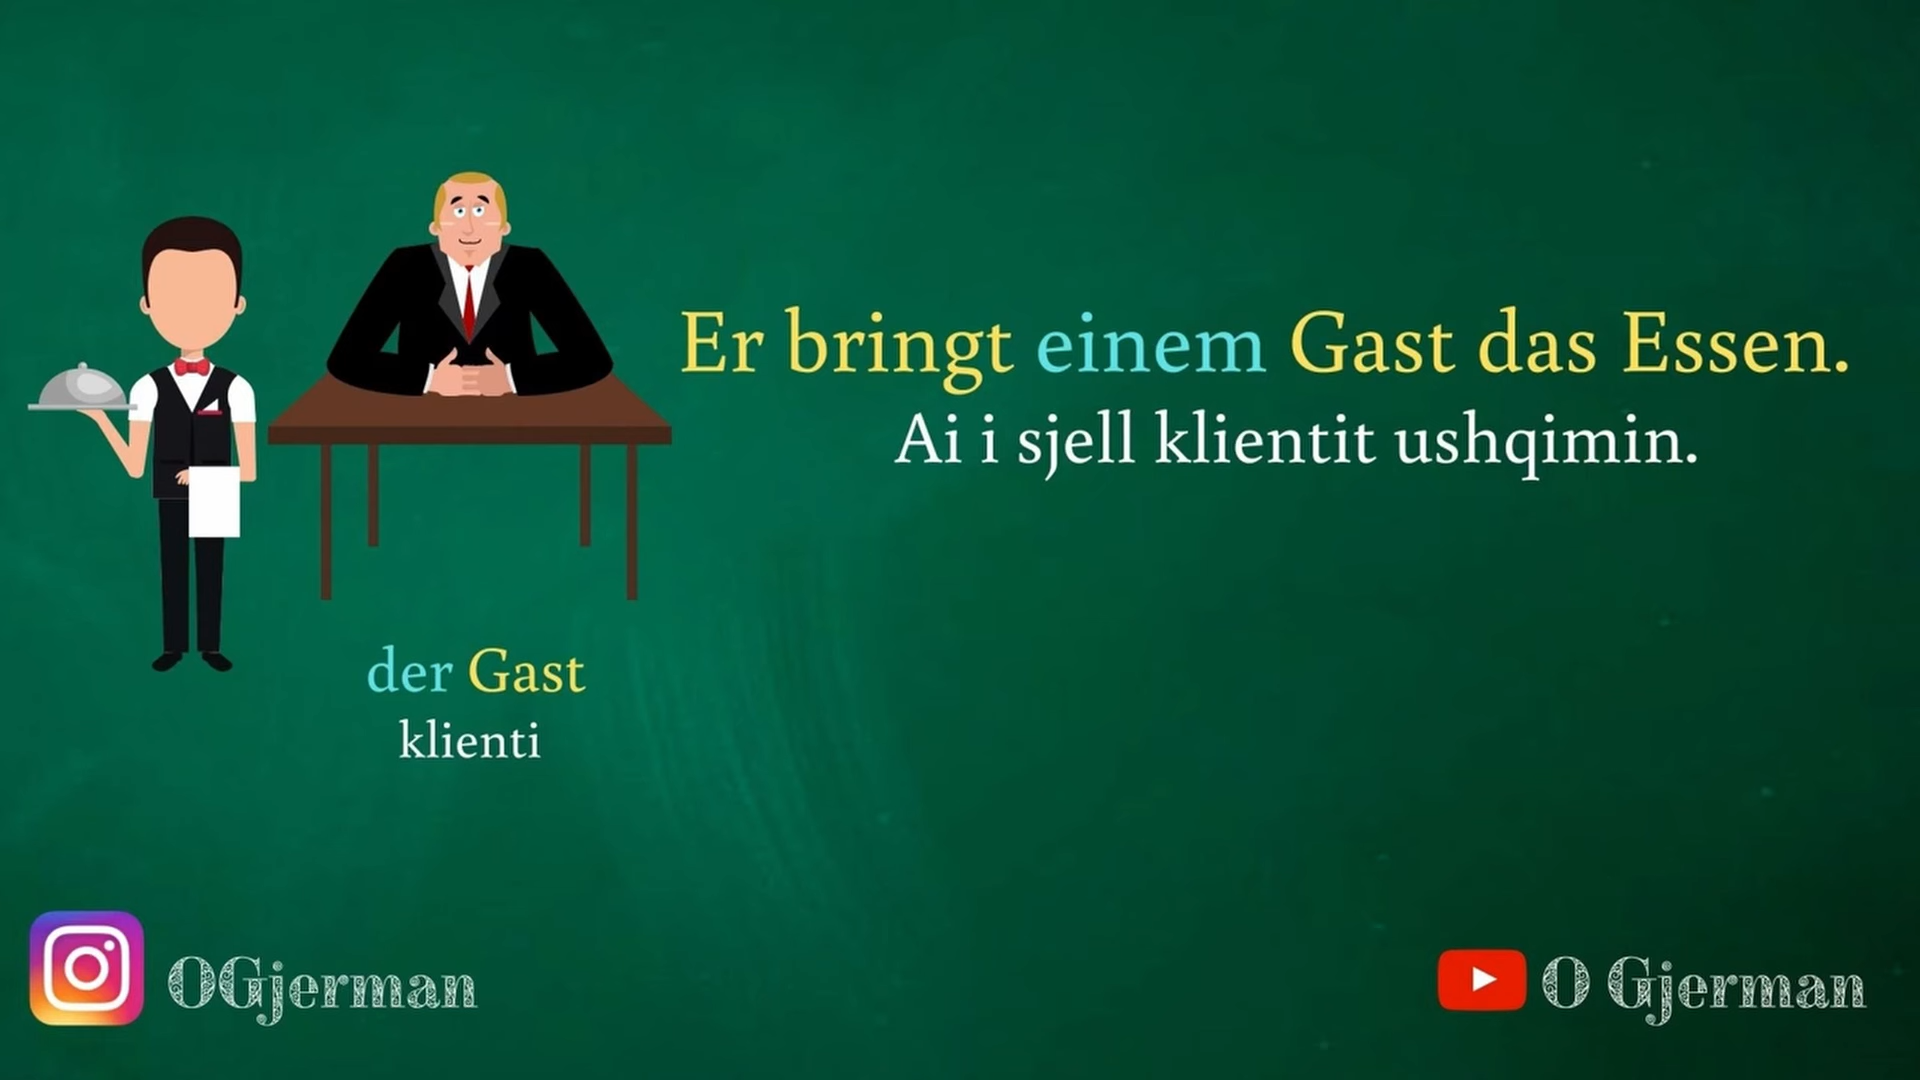 Er bringt einem Gast das Essen.
Ai i sjell klientit ushqimin.
der Gast
klienti
OGjerman
O Gjerman